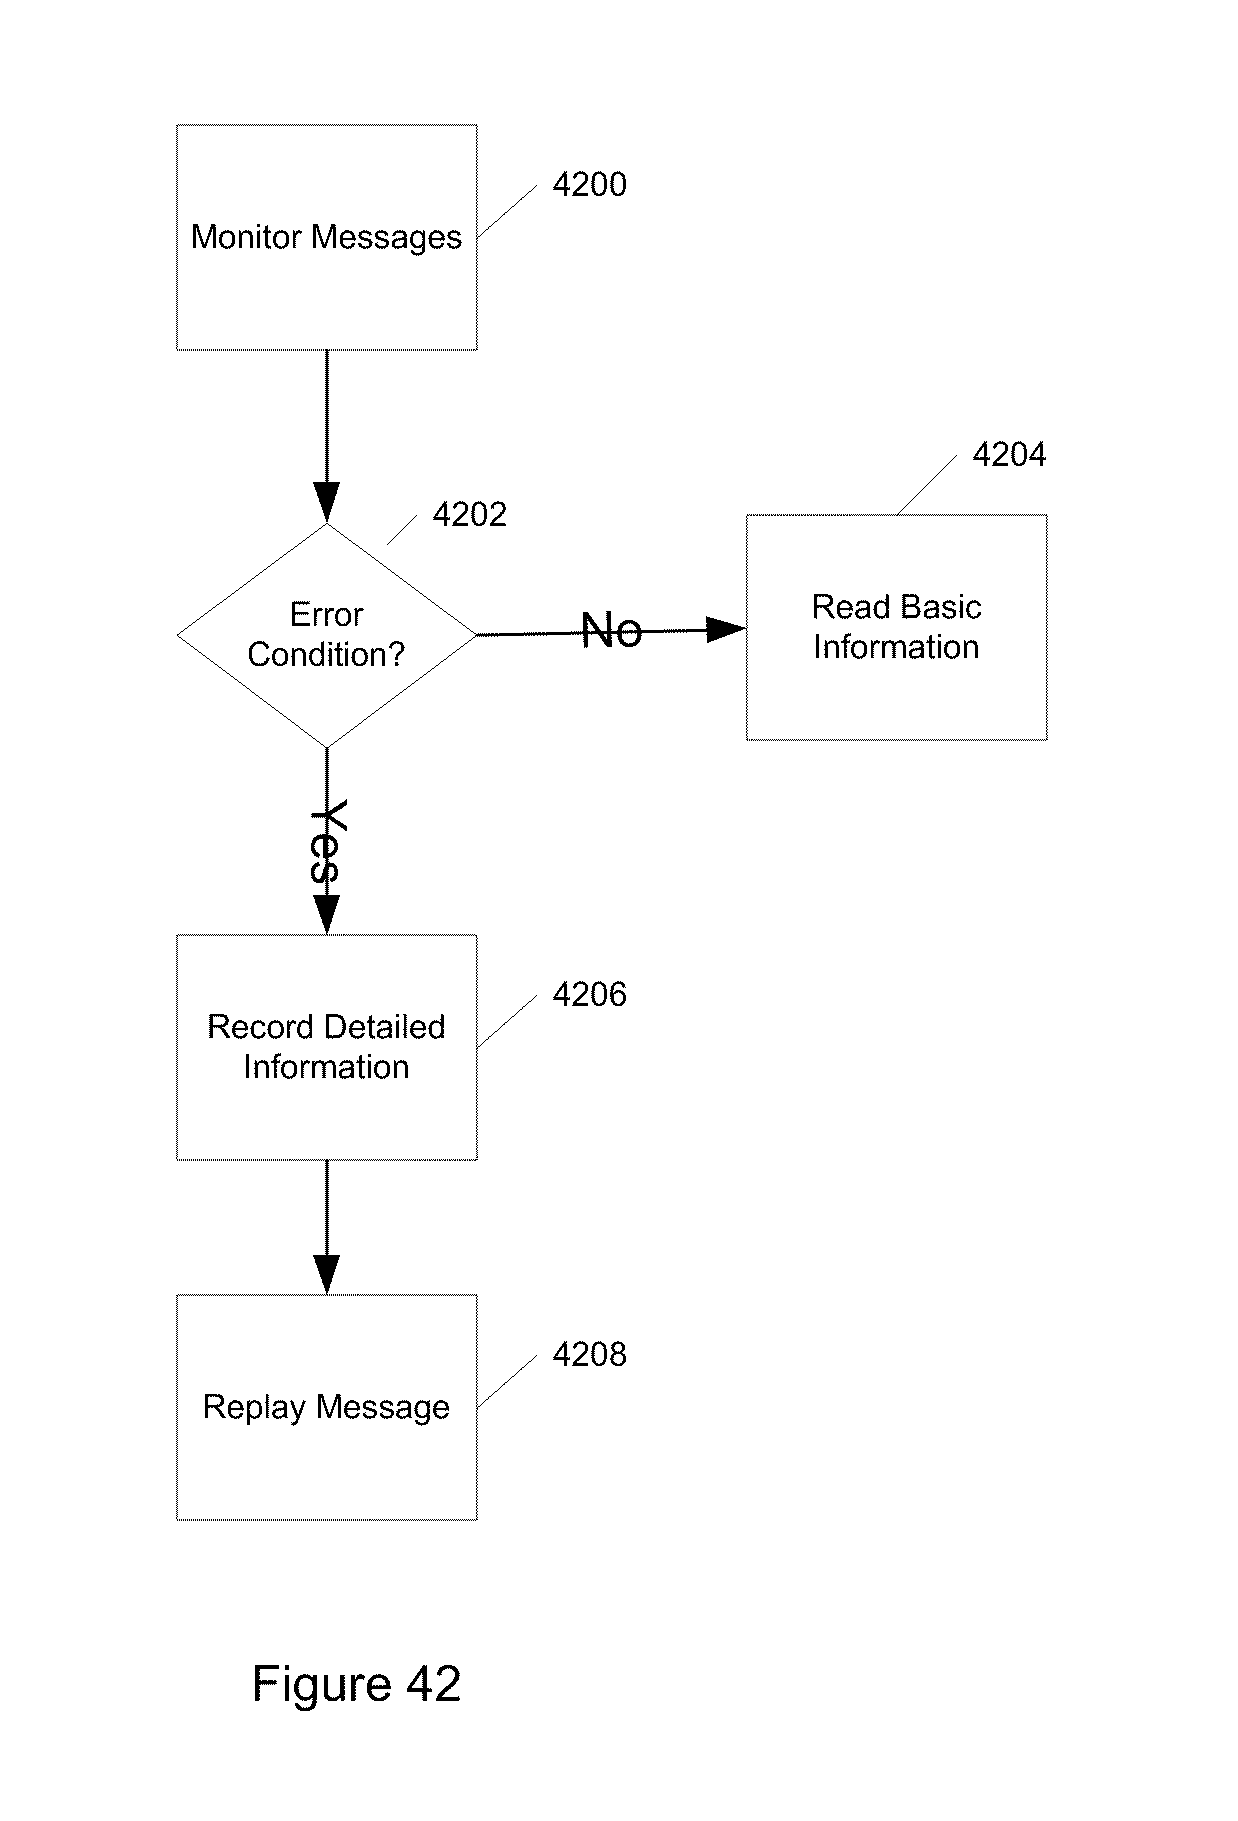 Monitor Messages
4200
4204
4202
Error
Condition?
No
Read Basic
Information
Yes
4206
Record Detailed
Information
4208
Replay Message
Figure 42